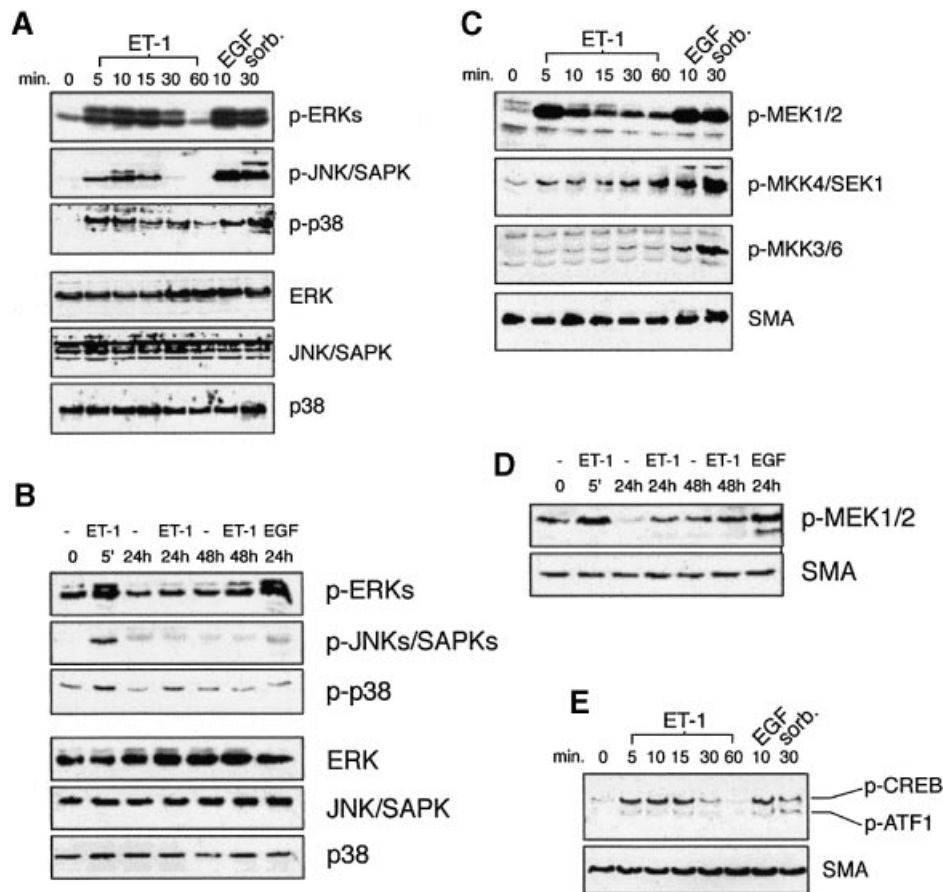 A
ET-1
EGF
sorb.
min. 0 5 10 15 30 60 10 30
p-ERKs
p-JNK/SAPK
p-p38
ERK
JNK/SAPK
p38
B
- ET-1 - ET-1 - ET-1 EGF
0 5' 24h 24h 48h 48h 24h
p-ERKs
p-JNKs/SAPKs
p-p38
ERK
JNK/SAPK
p38
C
ET-1
EGF
sorb.
min. 0 5 10 15 30 60 10 30
p-MEK1/2
p-MKK4/SEK1
p-MKK3/6
SMA
D
- ET-1 - ET-1 - ET-1 EGF
0 5' 24h 24h 48h 48h 24h
p-MEK1/2
SMA
E
ET-1
EGF
sorb.
min. 0 5 10 15 30 60 10 30
p-CREB
p-ATF1
SMA